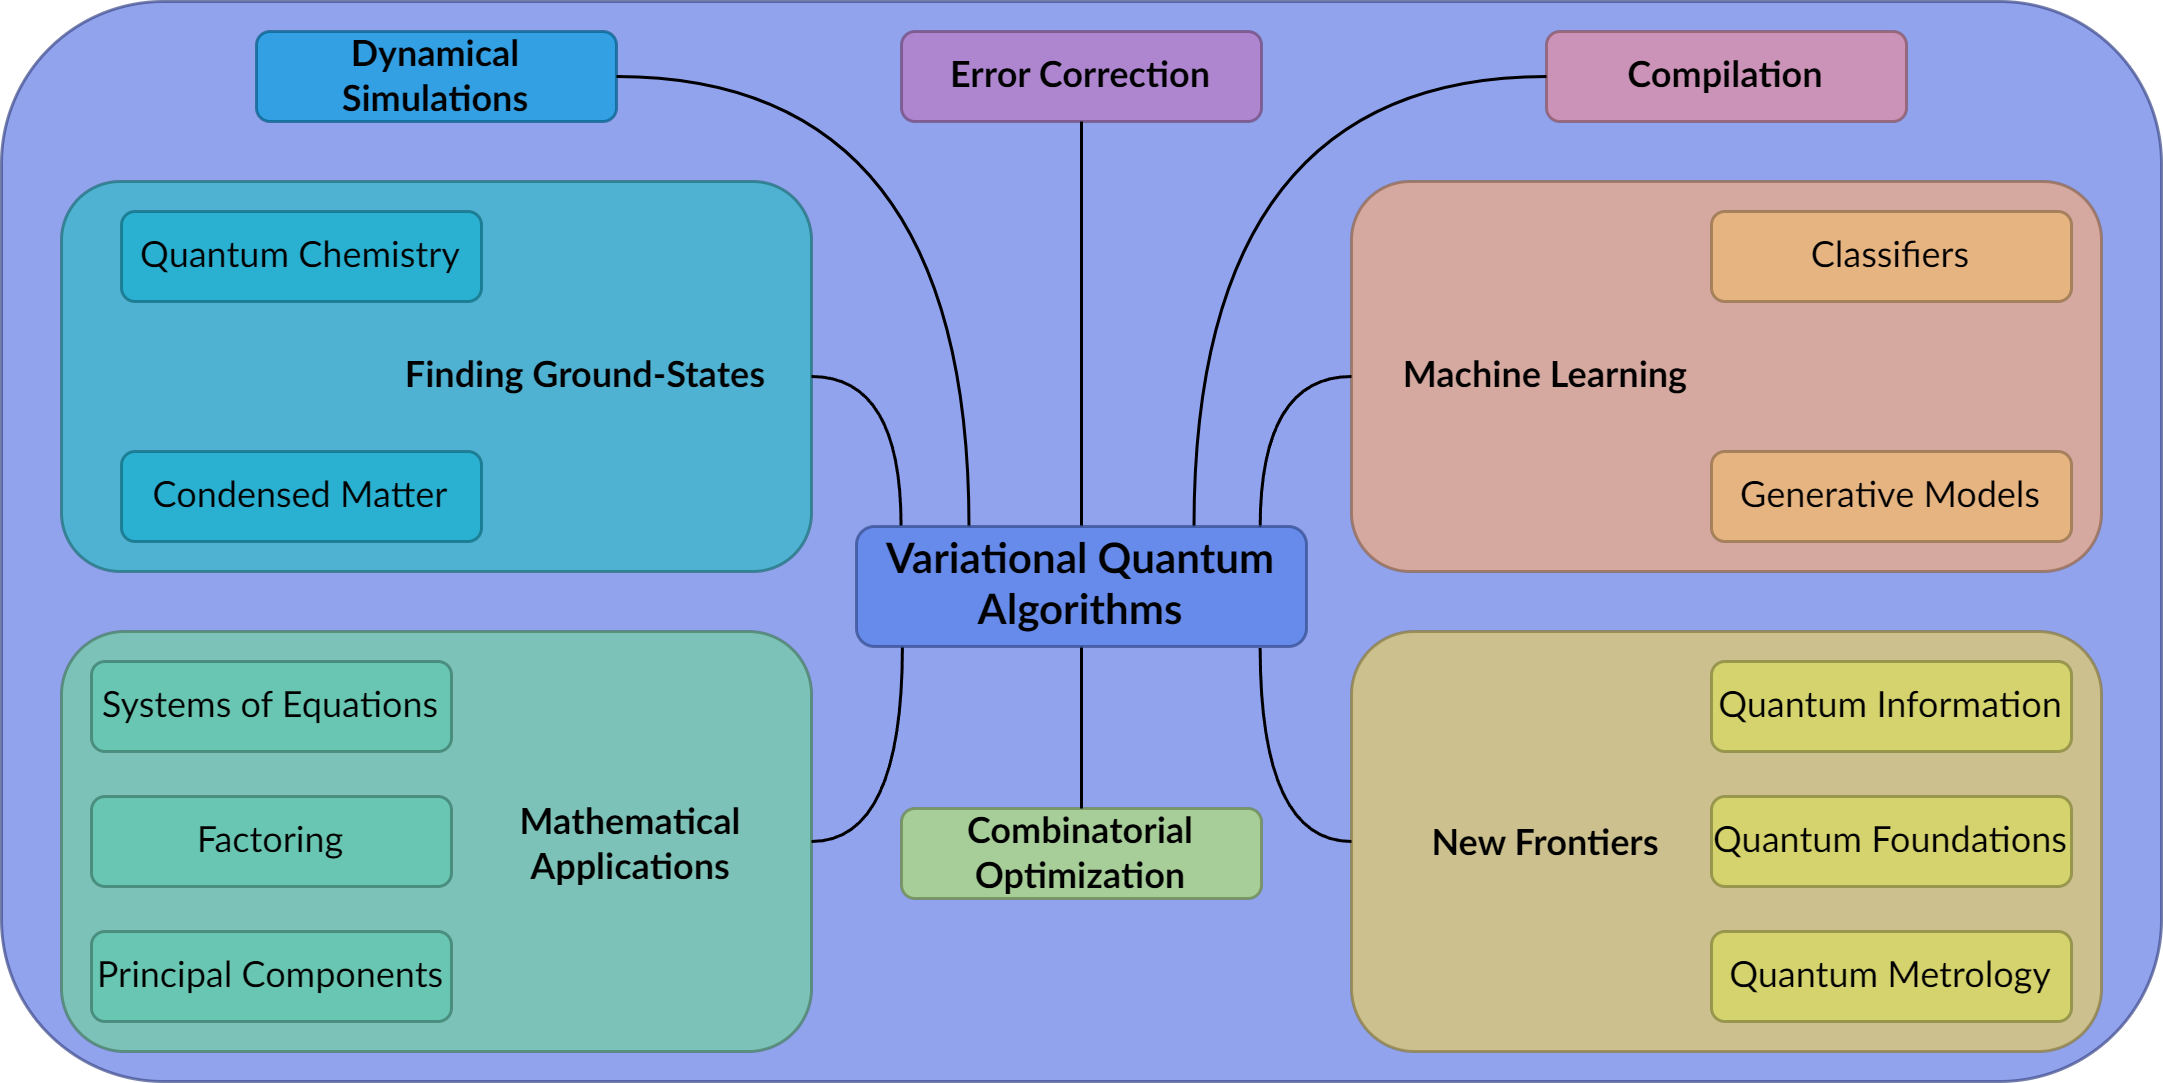 Dynamical
Simulations
Error Correction
Compilation
Quantum Chemistry
Finding Ground-States
Condensed Matter
Classifiers
Machine Learning
Generative Models
Variational Quantum
Algorithms
Systems of Equations
Factoring
Mathematical
Applications
Principal Components
Combinatorial
Optimization
Quantum Information
New Frontiers
Quantum Foundations
Quantum Metrology